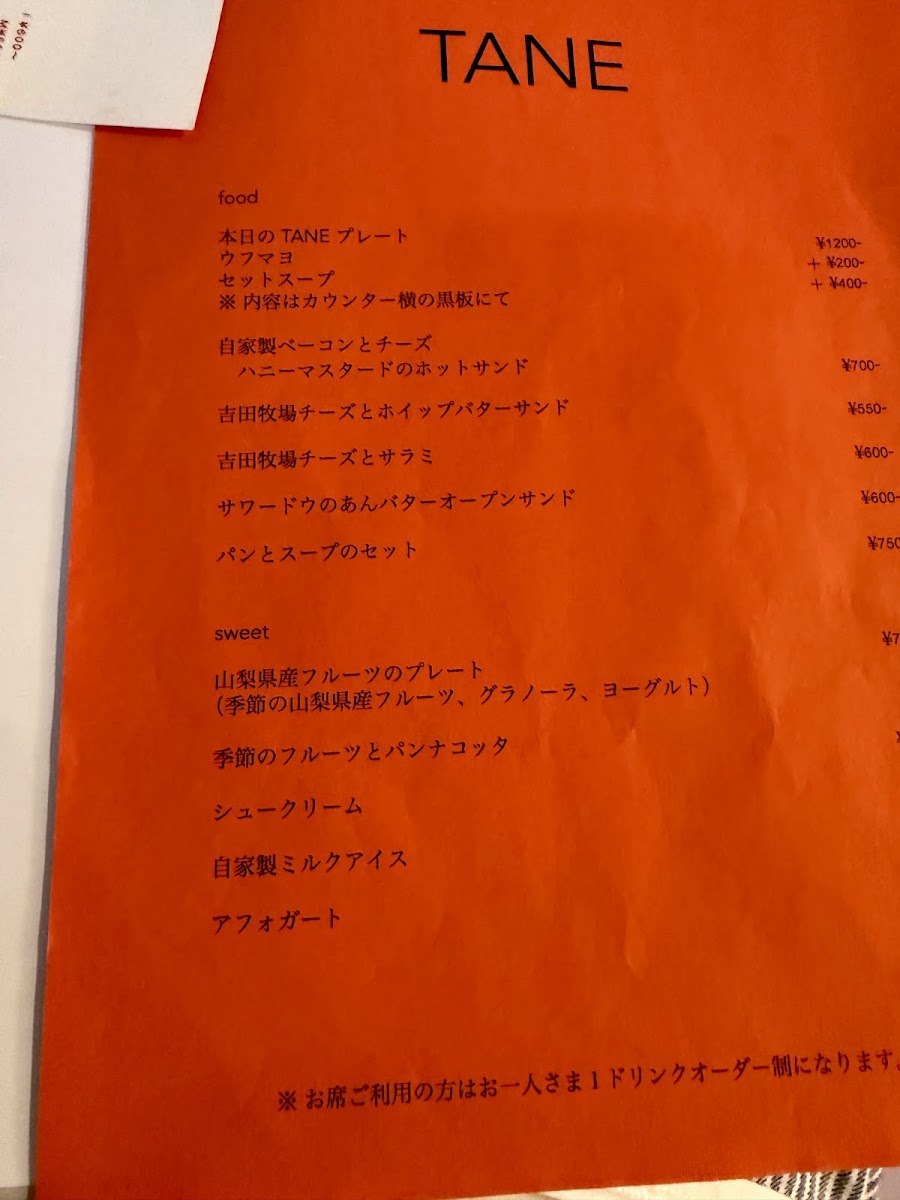 ¥600~
TANE
food
本日の TANE プレート ¥1200-
ウフマヨ + ¥200-
セットスープ + ¥400-
※ 内容はカウンター横の黒板にて
自家製ベーコンとチーズ
ハニーマスタードのホットサンド ¥700-
吉田牧場チーズとホイップバターサンド ¥550-
吉田牧場チーズとサラミ ¥600-
サワードウのあんバターオープンサンド ¥600-
パンとスープのセット ¥750
sweet
山梨県産フルーツのプレート ¥7
(季節の山梨県産フルーツ、グラノーラ、ヨーグルト)
季節のフルーツとパンナコッタ
シュークリーム
自家製ミルクアイス
アフォガート
※ お席ご利用の方はお一人さま1ドリンクオーダー制になります。